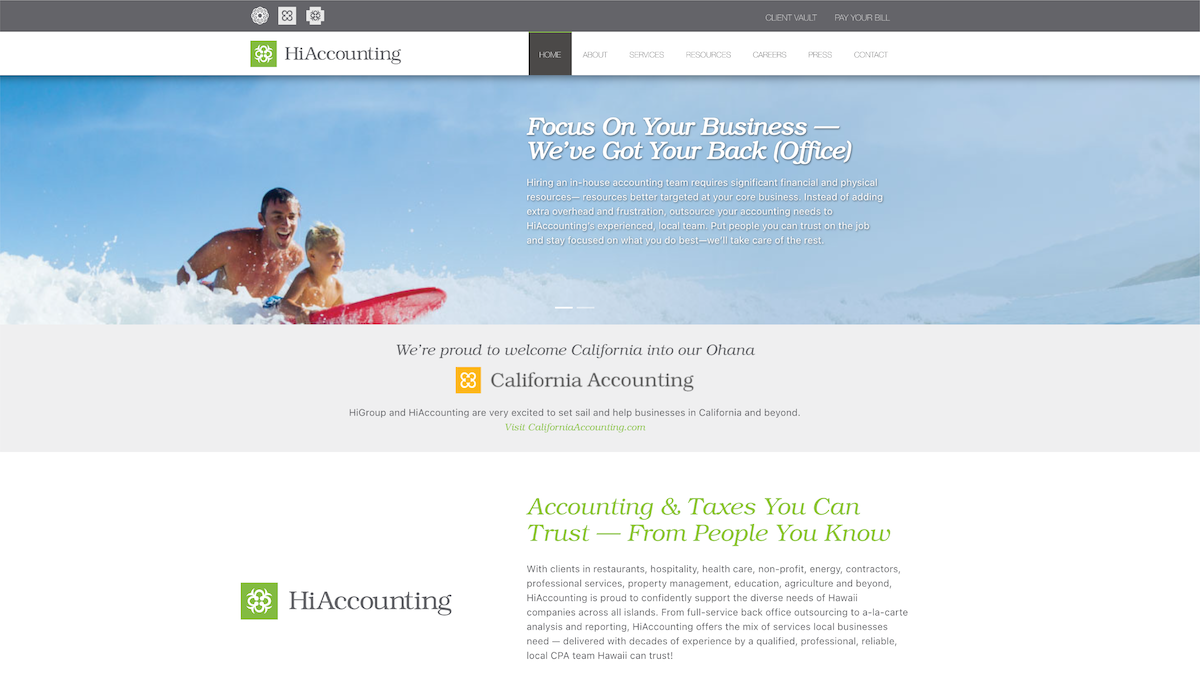 CLIENT VAULT PAY YOUR BILL
HiAccounting
HOME ABOUT SERVICES RESOURCES CAREERS PRESS CONTACT
Focus On Your Business —
We've Got Your Back (Office)
Hiring an in-house accounting team requires significant financial and physical
resources— resources better targeted at your core business. Instead of adding
extra overhead and frustration, outsource your accounting needs to
HiAccounting's experienced, local team. Put people you can trust on the job
and stay focused on what you do best—we'll take care of the rest.
We're proud to welcome California into our Ohana
California Accounting
HiGroup and HiAccounting are very excited to set sail and help businesses in California and beyond.
Visit CaliforniaAccounting.com
Accounting & Taxes You Can
Trust — From People You Know
With clients in restaurants, hospitality, health care, non-profit, energy, contractors,
professional services, property management, education, agriculture and beyond,
HiAccounting is proud to confidently support the diverse needs of Hawaii
companies across all islands. From full-service back office outsourcing to a-la-carte
analysis and reporting, HiAccounting offers the mix of services local businesses
need — delivered with decades of experience by a qualified, professional, reliable,
local CPA team Hawaii can trust!
HiAccounting